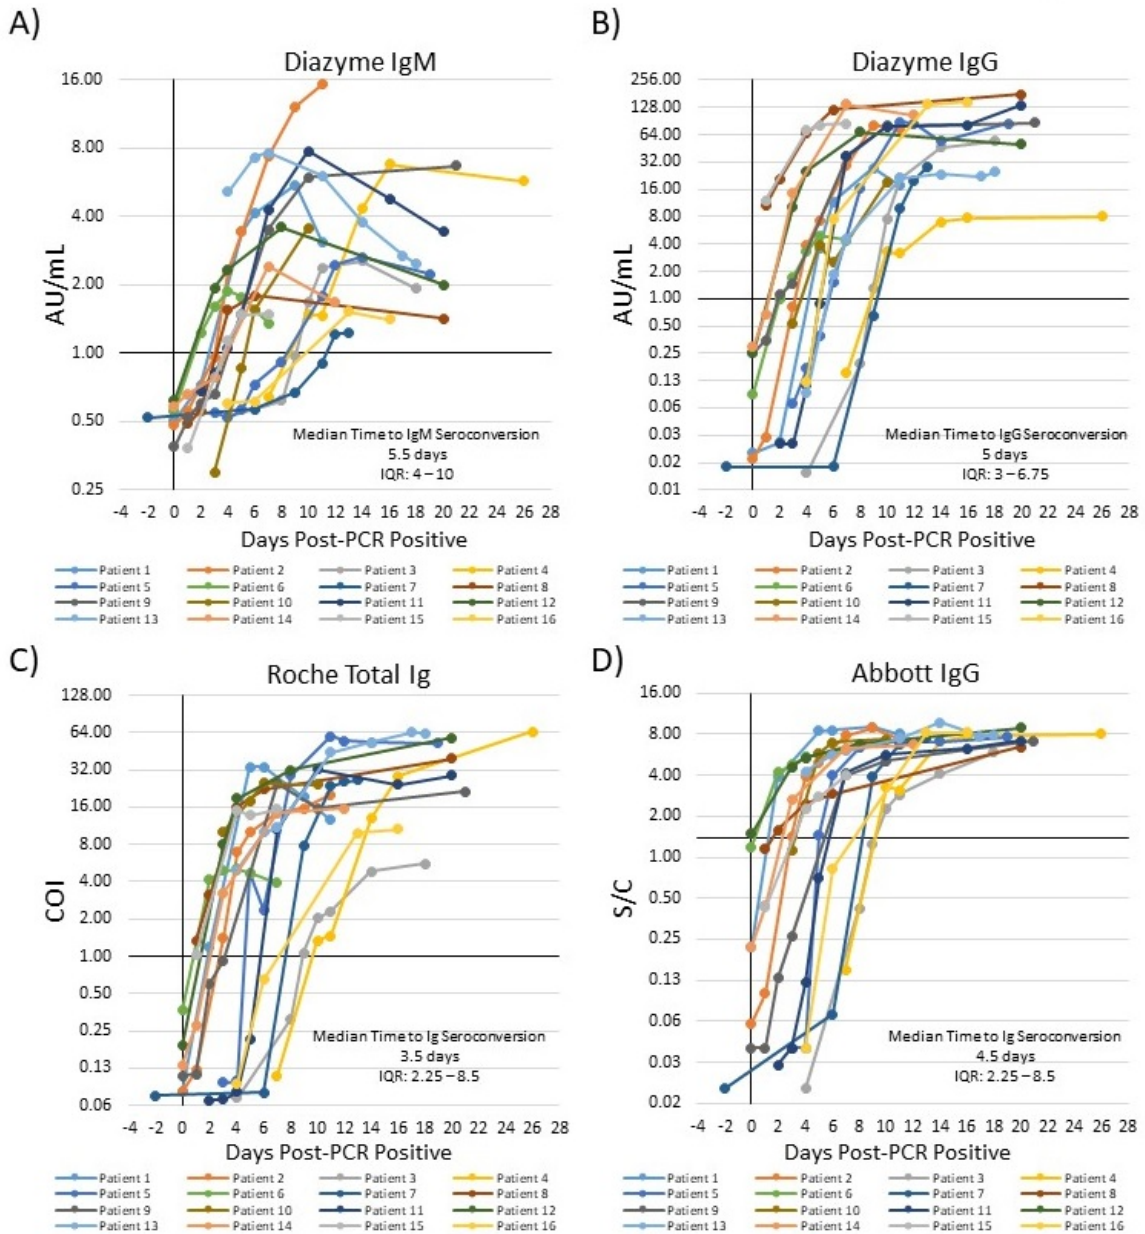 A)
Diazyme IgM
16.00
8.00
4.00
2.00
1.00
0.50
0.25
AU/mL
Median Time to IgM Seroconversion
5.5 days
IQR: 4 – 10
-4 -2 0 2 4 6 8 10 12 14 16 18 20 22 24 26 28
Days Post-PCR Positive
Patient 1 Patient 2 Patient 3 Patient 4
Patient 5 Patient 6 Patient 7 Patient 8
Patient 9 Patient 10 Patient 11 Patient 12
Patient 13 Patient 14 Patient 15 Patient 16
B)
Diazyme IgG
256.00
128.00
64.00
32.00
16.00
8.00
4.00
2.00
1.00
0.50
0.25
0.13
0.06
0.03
0.02
0.01
AU/mL
Median Time to IgG Seroconversion
5 days
IQR: 3 – 6.75
-4 -2 0 2 4 6 8 10 12 14 16 18 20 22 24 26 28
Days Post-PCR Positive
Patient 1 Patient 2 Patient 3 Patient 4
Patient 5 Patient 6 Patient 7 Patient 8
Patient 9 Patient 10 Patient 11 Patient 12
Patient 13 Patient 14 Patient 15 Patient 16
C)
Roche Total Ig
128.00
64.00
32.00
16.00
8.00
4.00
2.00
1.00
0.50
0.25
0.13
0.06
COI
Median Time to Ig Seroconversion
3.5 days
IQR: 2.25 – 8.5
-4 -2 0 2 4 6 8 10 12 14 16 18 20 22 24 26 28
Days Post-PCR Positive
Patient 1 Patient 2 Patient 3 Patient 4
Patient 5 Patient 6 Patient 7 Patient 8
Patient 9 Patient 10 Patient 11 Patient 12
Patient 13 Patient 14 Patient 15 Patient 16
D)
Abbott IgG
16.00
8.00
4.00
2.00
1.00
0.50
0.25
0.13
0.06
0.03
0.02
S/C
Median Time to Ig Seroconversion
4.5 days
IQR: 2.25 – 8.5
-4 -2 0 2 4 6 8 10 12 14 16 18 20 22 24 26 28
Days Post-PCR Positive
Patient 1 Patient 2 Patient 3 Patient 4
Patient 5 Patient 6 Patient 7 Patient 8
Patient 9 Patient 10 Patient 11 Patient 12
Patient 13 Patient 14 Patient 15 Patient 16